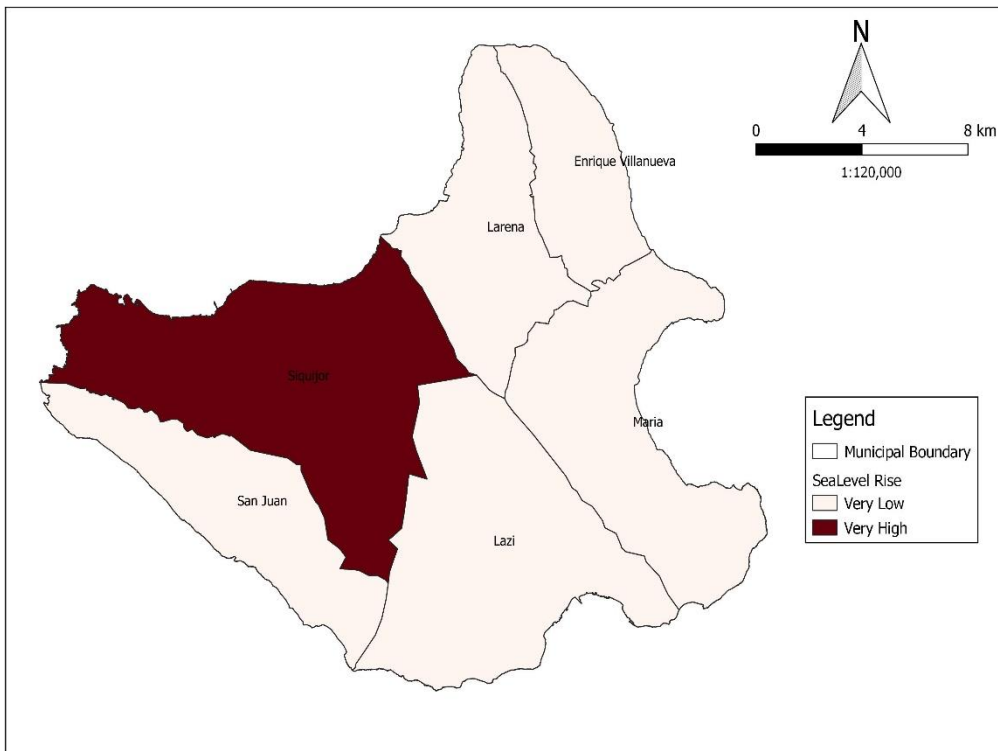 N
0 4 8 km
1:120,000
Enrique Villanueva
Larena
Siquijor
Maria
San Juan
Lazi
Legend
Municipal Boundary
SeaLevel Rise
Very Low
Very High